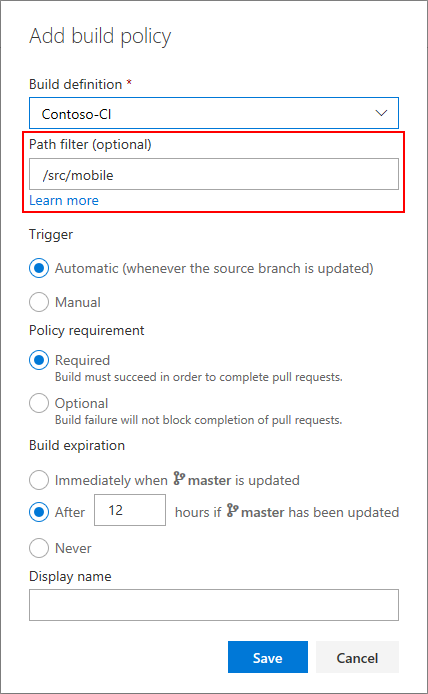 Add build policy
Build definition *
Contoso-CI
Path filter (optional)
/src/mobile
Learn more
Trigger
Automatic (whenever the source branch is updated)
Manual
Policy requirement
Required
Build must succeed in order to complete pull requests.
Optional
Build failure will not block completion of pull requests.
Build expiration
Immediately when master is updated
After 12 hours if master has been updated
Never
Display name
Save Cancel